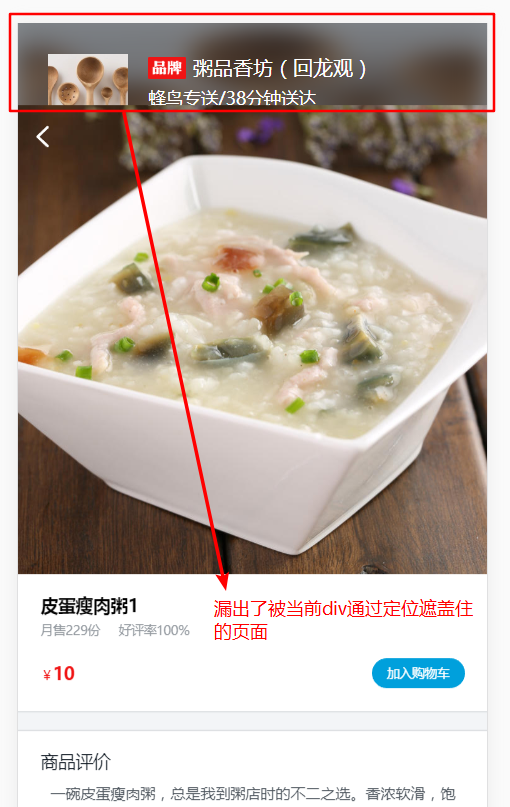 品牌 粥品香坊（回龙观）
蜂鸟专送/38分钟送达
皮蛋瘦肉粥1
月售229份 好评率100%
漏出了被当前div通过定位遮盖住
的页面
￥10
加入购物车
商品评价
一碗皮蛋瘦肉粥，总是我到粥店时的不二之选。香浓软滑，饱